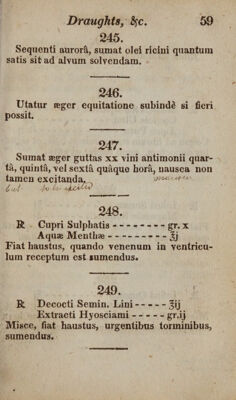 Draughts, &c. 59
245.
Sequenti aurorâ, sumat olei ricini quantum
satis sit ad alvum solvendam.
246.
Utatur æger equitatione subindè si fieri
possit.
247.
Sumat æger guttas xx vini antimonii quar-
tâ, quintâ, vel sextâ quâque horâ, nausea non
tamen excitanda.
but
248.
℞ Cupri Sulphatis - - - - - - - - gr. x
Aquæ Menthæ - - - - - - - - - ℥j
Fiat haustus, quando venenum in ventricu-
lum receptum est sumendus.
249.
℞ Decocti Semin. Lini - - - - - ℥ij
Extracti Hyosciami - - - - - gr.ij
Misce, fiat haustus, urgentibus torminibus,
sumendus.